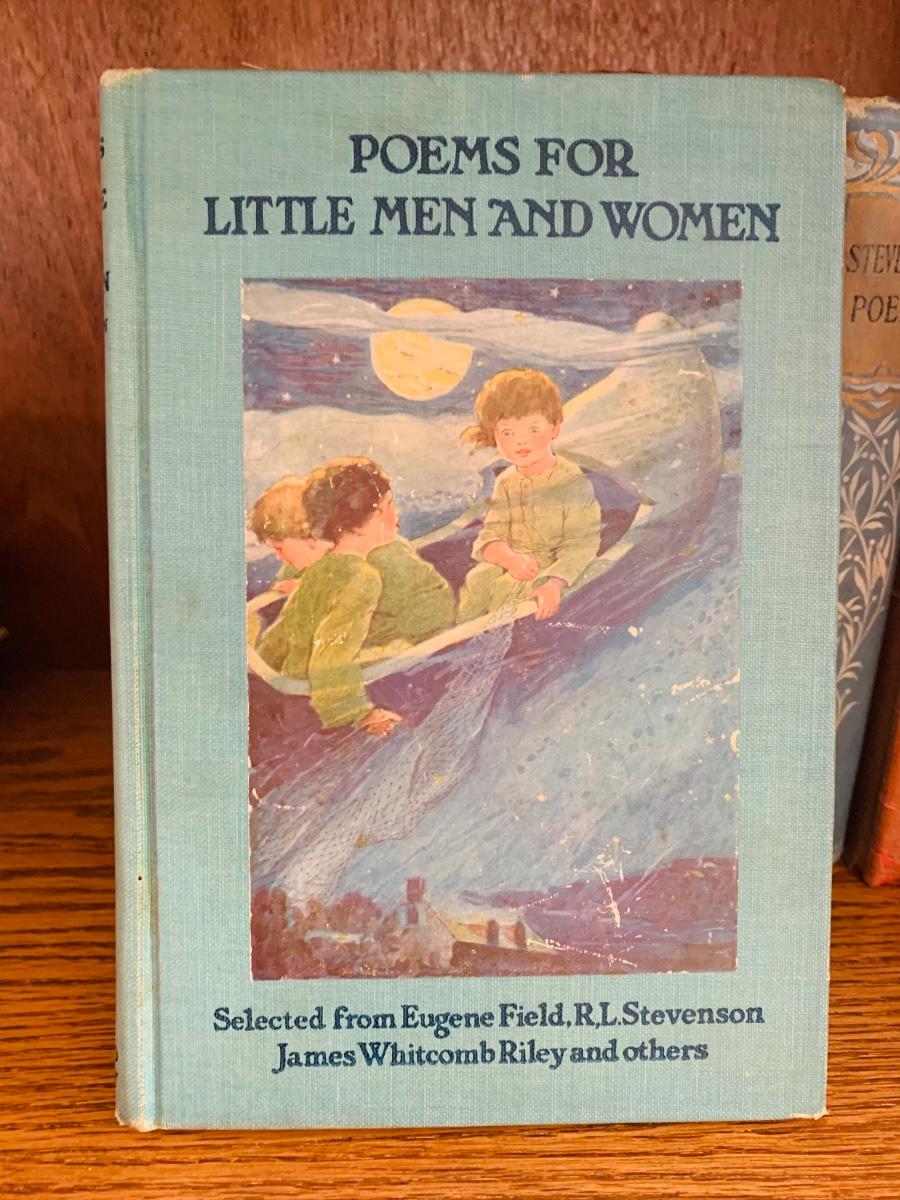 POEMS FOR
LITTLE MEN AND WOMEN
Selected from Eugene Field, R.L. Stevenson
James Whitcomb Riley and others